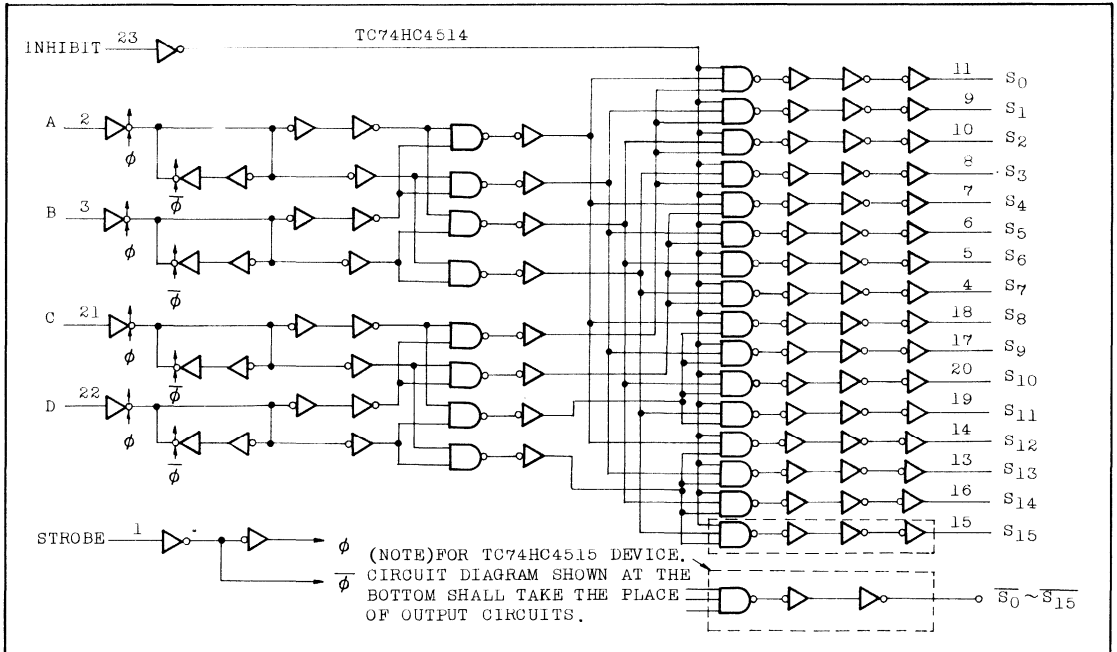 INHIBIT 23
TC74HC4514
A 2
φ
φ̅
B 3
φ
φ̅
C 21
φ
φ̅
D 22
φ
φ̅
STROBE 1
φ
φ̅
11 S0
9 S1
10 S2
8 S3
7 S4
6 S5
5 S6
4 S7
18 S8
17 S9
20 S10
19 S11
14 S12
13 S13
16 S14
15 S15
(NOTE)FOR TC74HC4515 DEVICE.
CIRCUIT DIAGRAM SHOWN AT THE
BOTTOM SHALL TAKE THE PLACE
OF OUTPUT CIRCUITS.
S̅0̅~S̅1̅5̅